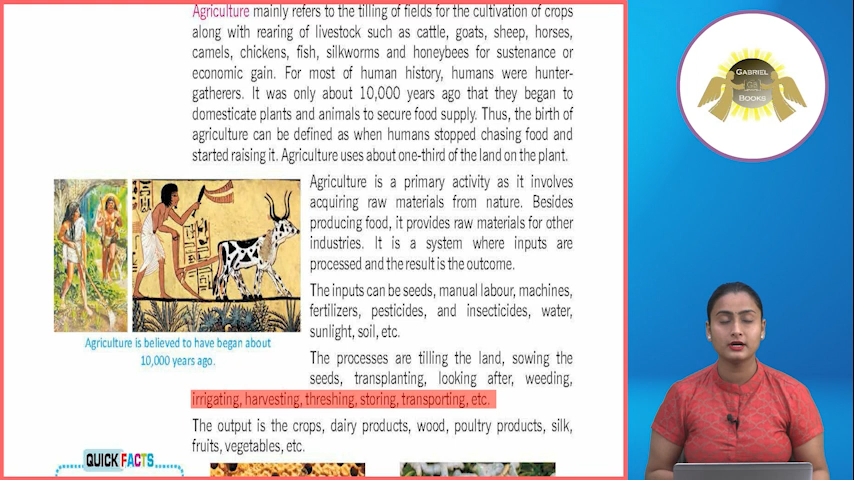 Agriculture mainly refers to the tilling of fields for the cultivation of crops
along with rearing of livestock such as cattle, goats, sheep, horses,
camels, chickens, fish, silkworms and honeybees for sustenance or
economic gain. For most of human history, humans were hunter-
gatherers. It was only about 10,000 years ago that they began to
domesticate plants and animals to secure food supply. Thus, the birth of
agriculture can be defined as when humans stopped chasing food and
started raising it. Agriculture uses about one-third of the land on the plant.
Agriculture is a primary activity as it involves
acquiring raw materials from nature. Besides
producing food, it provides raw materials for other
industries. It is a system where inputs are
processed and the result is the outcome.
The inputs can be seeds, manual labour, machines,
fertilizers, pesticides, and insecticides, water,
sunlight, soil, etc.
Agriculture is believed to have began about
10,000 years ago.
The processes are tilling the land, sowing the
seeds, transplanting, looking after, weeding,
irrigating, harvesting, threshing, storing, transporting, etc.
The output is the crops, dairy products, wood, poultry products, silk,
fruits, vegetables, etc.
QUICK FACTS
GABRIEL
GB
BOOKS